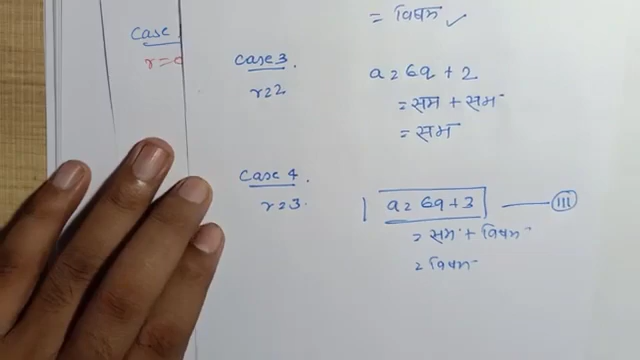 = विषम ✓
Case
r=0
Case 3.
r=2
a=6q+2
=सम + सम
=सम
Case 4.
r=3.
a=6q+3 —— III
=सम + विषम
=विषम